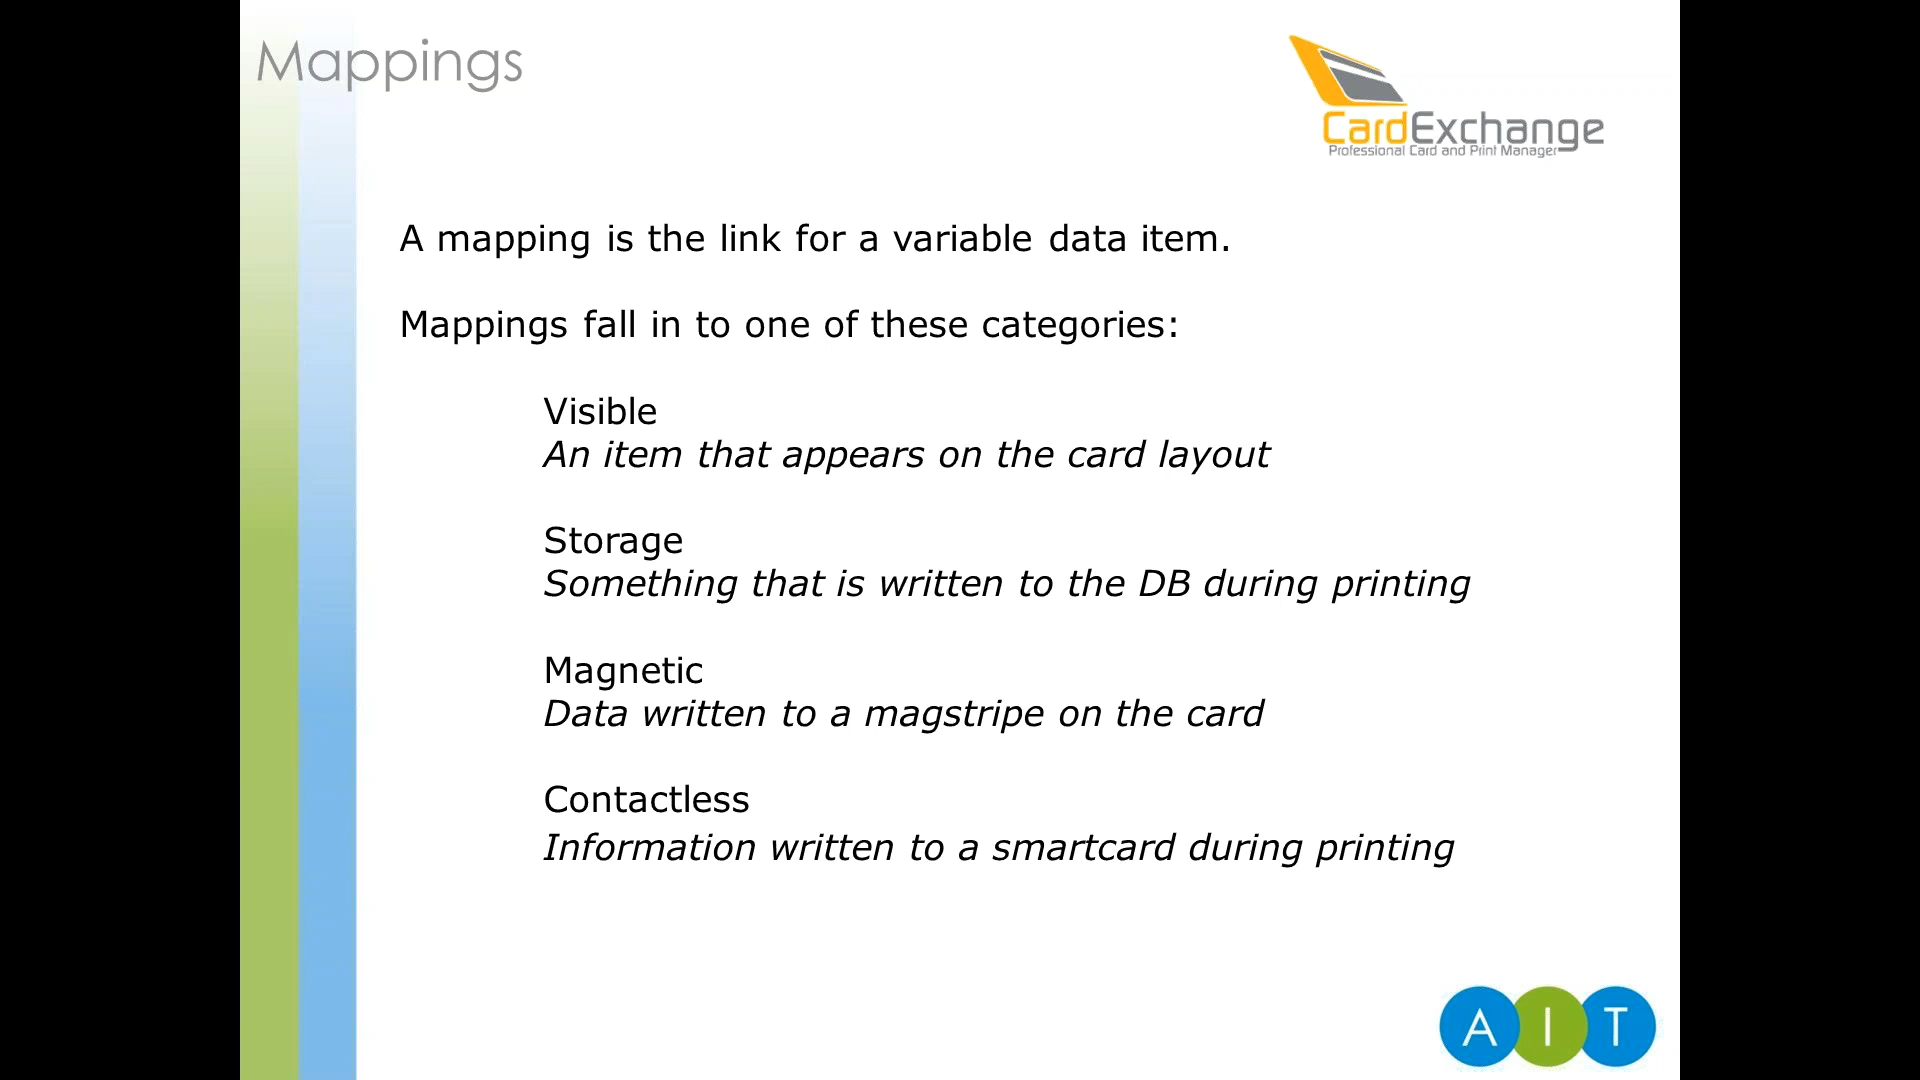 Mappings
CardExchange
Professional Card and Print Manager
A mapping is the link for a variable data item.
Mappings fall in to one of these categories:
Visible
An item that appears on the card layout
Storage
Something that is written to the DB during printing
Magnetic
Data written to a magstripe on the card
Contactless
Information written to a smartcard during printing
A I T